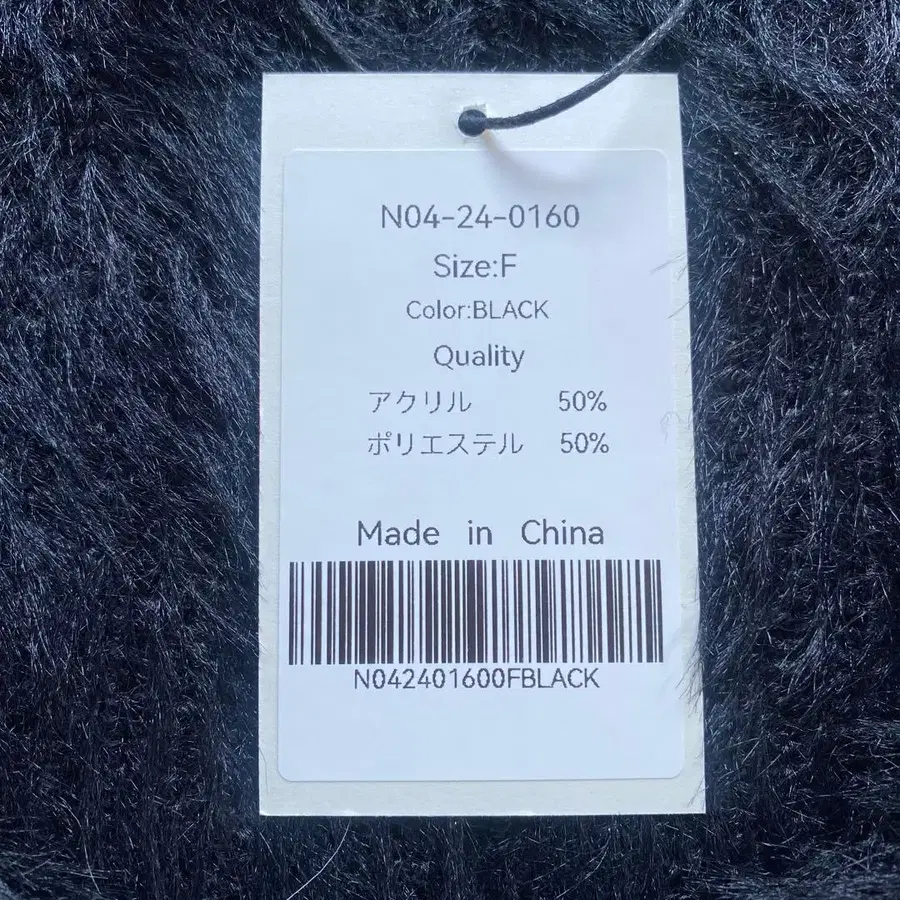 N04-24-0160
Size:F
Color:BLACK
Quality
アクリル 50%
ポリエステル 50%
Made in China
N042401600FBLACK